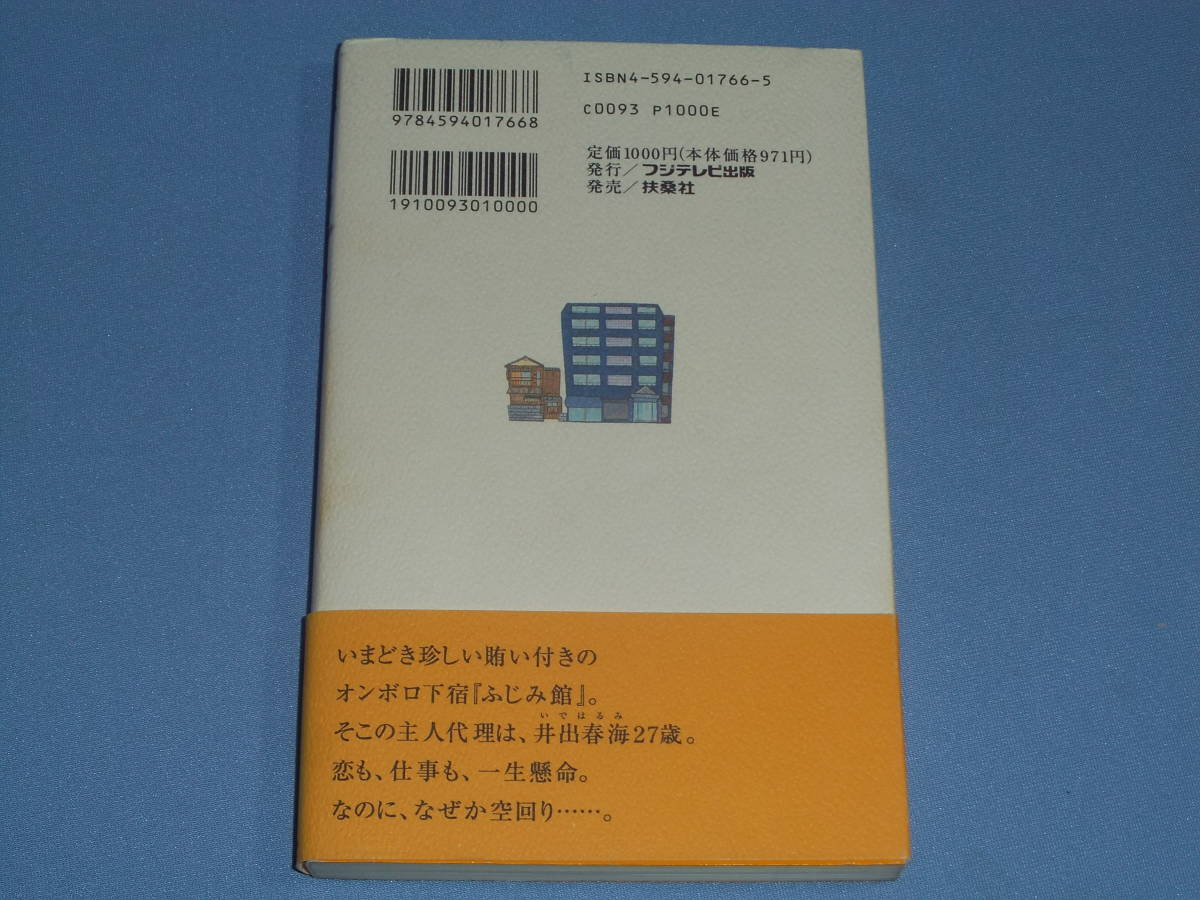 9784594017668
1910093010000
ISBN4-594-01766-5
C0093 P1000E
定価1000円(本体価格971円)
発行／フジテレビ出版
発売／扶桑社
いまどき珍しい賄い付きの
オンボロ下宿『ふじみ館』。
いではるみ
そこの主人代理は、井出春海27歳。
恋も、仕事も、一生懸命。
なのに、なぜか空回り……。